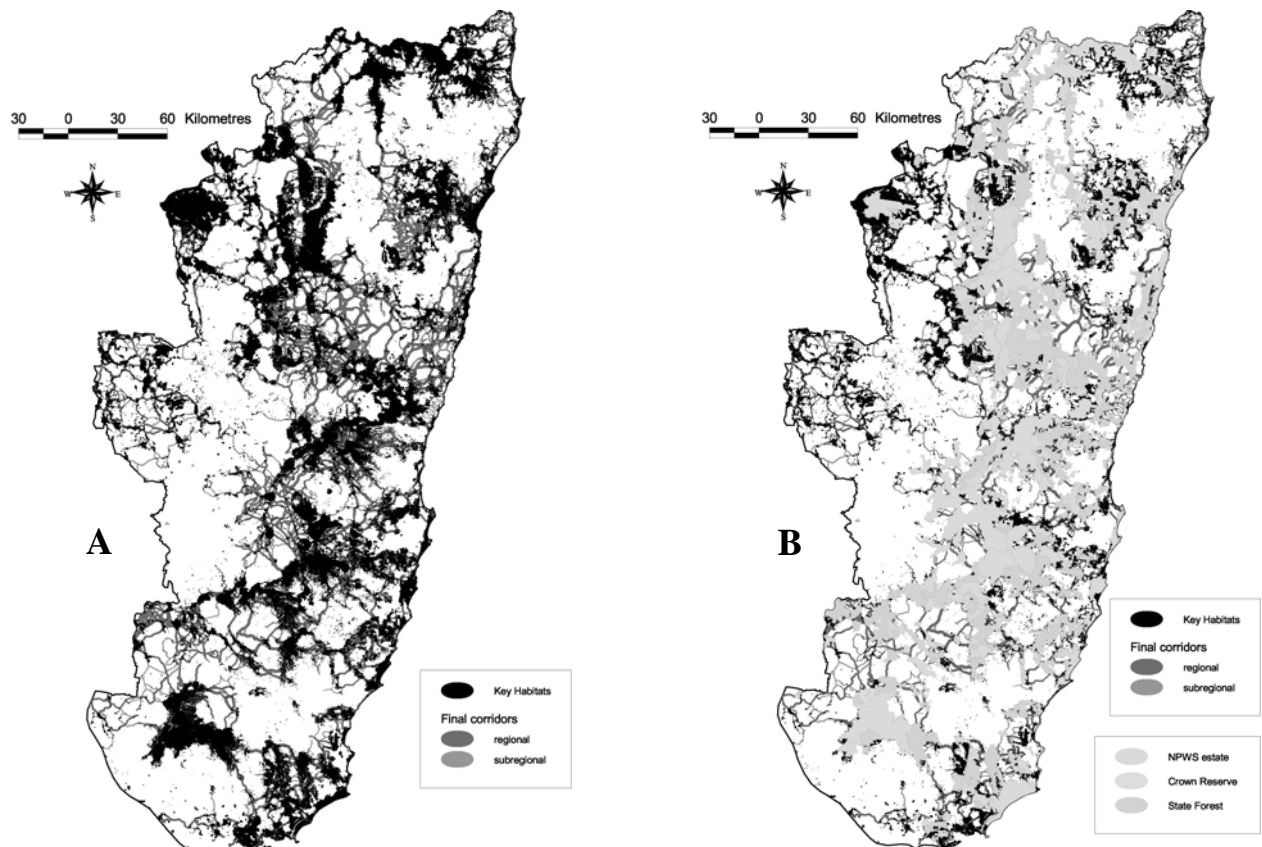 30 0 30 60 Kilometres
N
W E
S
A
Key Habitats
Final corridors
regional
subregional
30 0 30 60 Kilometres
N
W E
S
B
Key Habitats
Final corridors
regional
subregional
NPWS estate
Crown Reserve
State Forest